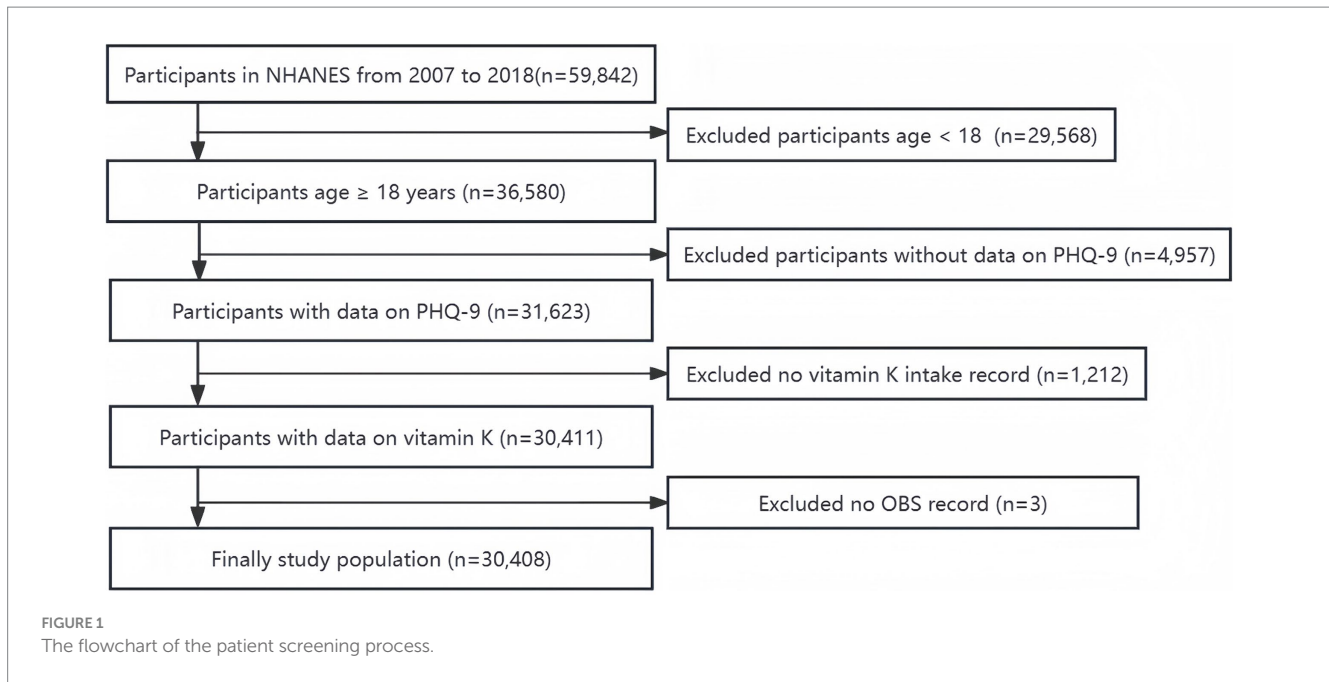 Participants in NHANES from 2007 to 2018(n=59,842)
Excluded participants age < 18 (n=29,568)
Participants age ≥ 18 years (n=36,580)
Excluded participants without data on PHQ-9 (n=4,957)
Participants with data on PHQ-9 (n=31,623)
Excluded no vitamin K intake record (n=1,212)
Participants with data on vitamin K (n=30,411)
Excluded no OBS record (n=3)
Finally study population (n=30,408)
FIGURE 1
The flowchart of the patient screening process.